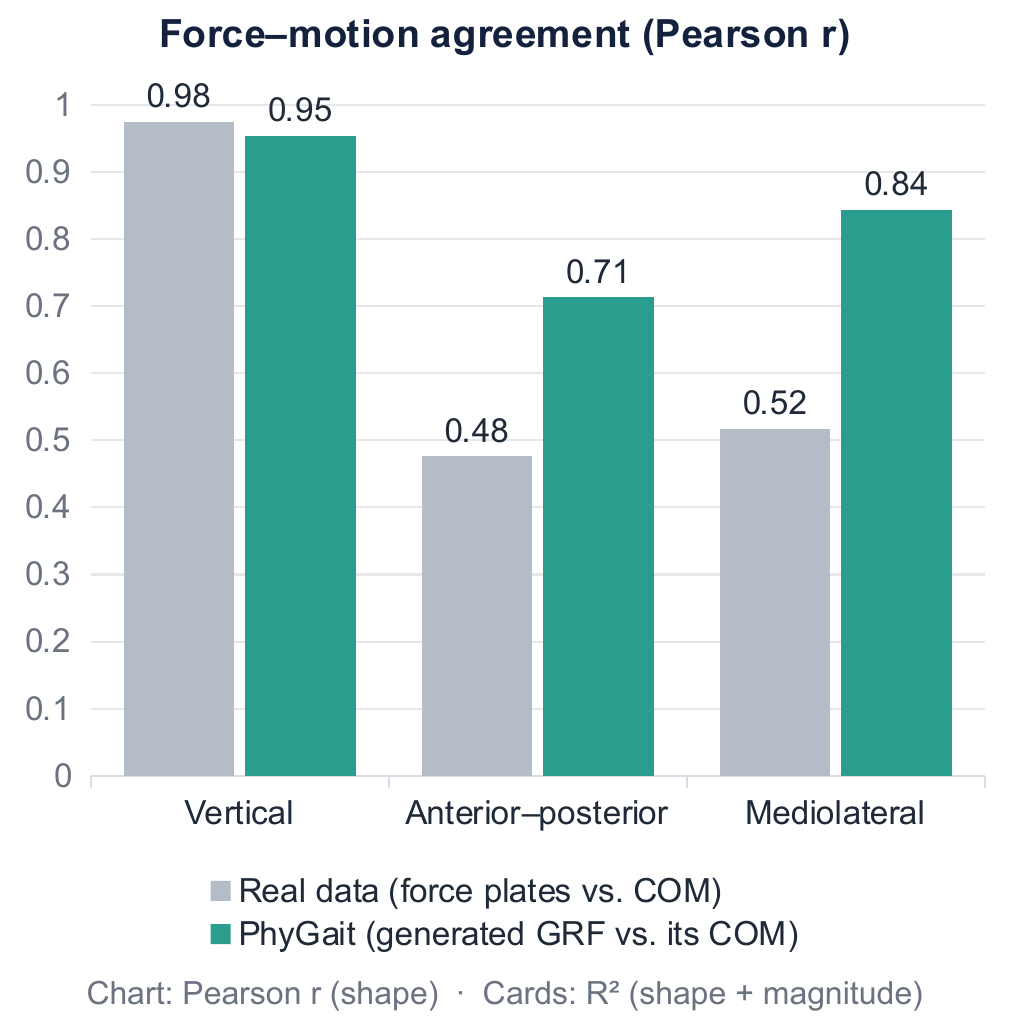 Force–motion agreement (Pearson r)
1
0.9
0.8
0.7
0.6
0.5
0.4
0.3
0.2
0.1
0
0.98
0.95
0.48
0.71
0.52
0.84
Vertical
Anterior–posterior
Mediolateral
Real data (force plates vs. COM)
PhyGait (generated GRF vs. its COM)
Chart: Pearson r (shape) · Cards: R² (shape + magnitude)